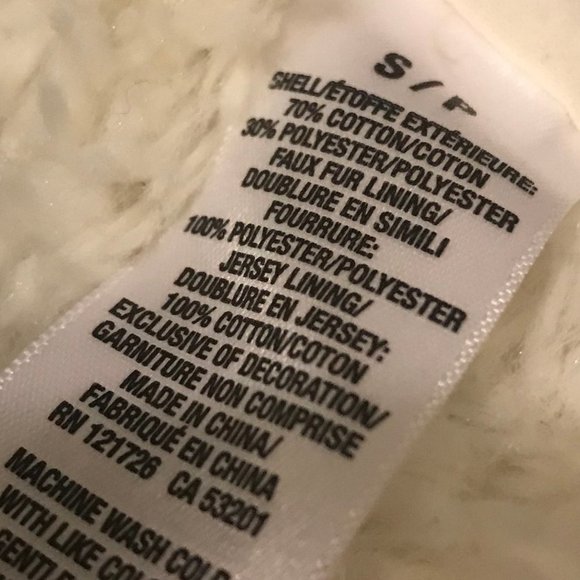 S / P
SHELL/ÉTOFFE EXTÉRIEURE:
70% COTTON/COTON
30% POLYESTER/POLYESTER
FAUX FUR LINING/
DOUBLURE EN SIMILI
FOURRURE:
100% POLYESTER/POLYESTER
JERSEY LINING/
DOUBLURE EN JERSEY:
100% COTTON/COTON
EXCLUSIVE OF DECORATION/
GARNITURE NON COMPRISE
MADE IN CHINA/
FABRIQUÉ EN CHINA
RN 121726 CA 53201
MACHINE WASH COLD
WITH LIKE